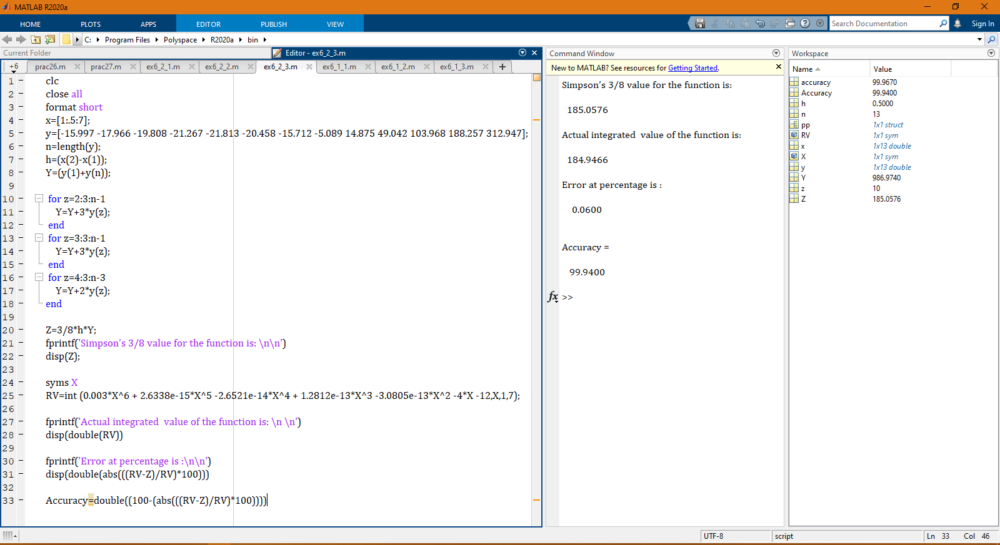 MATLAB R2020a
HOME PLOTS APPS EDITOR PUBLISH VIEW
Search Documentation
Sign In
C: Program Files Polyspace R2020a bin
Current Folder
Editor - ex6_2_3.m
+6 prac26.m prac27.m ex6_2_1.m ex6_2_2.m ex6_2_3.m ex6_1_1.m ex6_1_2.m ex6_1_3.m
1 clc
2 close all
3 format short
4 x=[1:.5:7];
5 y=[-15.997 -17.966 -19.808 -21.267 -21.813 -20.458 -15.712 -5.089 14.875 49.042 103.968 188.257 312.947];
6 n=length(y);
7 h=(x(2)-x(1));
8 Y=(y(1)+y(n));
9
10 for z=2:3:n-1
11 Y=Y+3*y(z);
12 end
13 for z=3:3:n-1
14 Y=Y+3*y(z);
15 end
16 for z=4:3:n-3
17 Y=Y+2*y(z);
18 end
19
20 Z=3/8*h*Y;
21 fprintf('Simpson’s 3/8 value for the function is: \n\n')
22 disp(Z);
23
24 syms X
25 RV=int (0.003*X^6 + 2.6338e-15*X^5 -2.6521e-14*X^4 + 1.2812e-13*X^3 -3.0805e-13*X^2 -4*X -12,X,1,7);
26
27 fprintf('Actual integrated  value of the function is: \n \n')
28 disp(double(RV))
29
30 fprintf('Error at percentage is :\n\n')
31 disp(double(abs(((RV-Z)/RV)*100)))
32
33 Accuracy=double((100-(abs(((RV-Z)/RV)*100))))
Command Window
New to MATLAB? See resources for Getting Started.
Simpson’s 3/8 value for the function is:
185.0576
Actual integrated  value of the function is:
184.9466
Error at percentage is :
0.0600
Accuracy =
99.9400
fx >>
Workspace
Name Value
accuracy 99.9670
Accuracy 99.9400
h 0.5000
n 13
pp 1x1 struct
RV 1x1 sym
x 1x13 double
X 1x1 sym
y 1x13 double
Y 986.9740
z 10
Z 185.0576
UTF-8 script Ln 33 Col 46